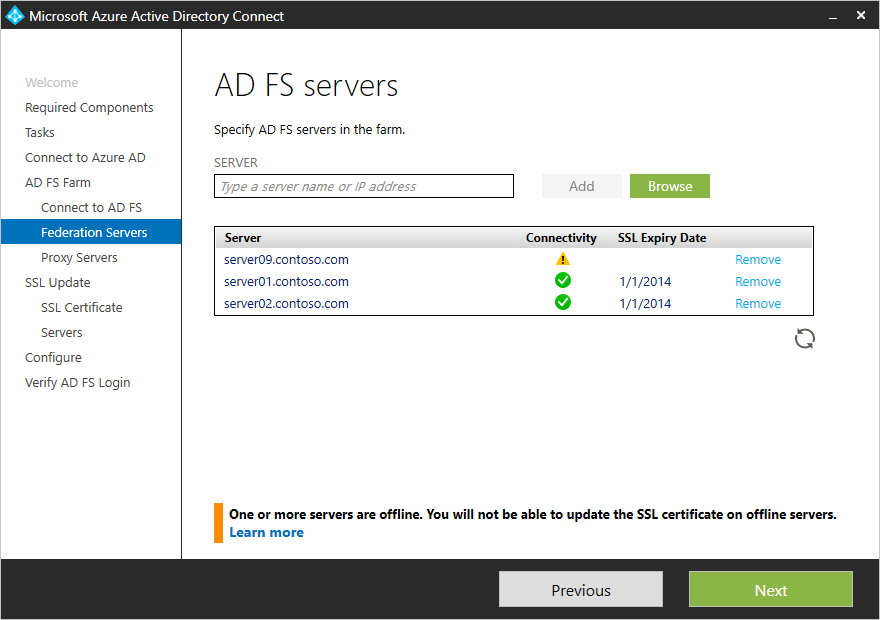 Microsoft Azure Active Directory Connect
Welcome
Required Components
Tasks
Connect to Azure AD
AD FS Farm
Connect to AD FS
Federation Servers
Proxy Servers
SSL Update
SSL Certificate
Servers
Configure
Verify AD FS Login
AD FS servers
Specify AD FS servers in the farm.
SERVER
Type a server name or IP address Add Browse
Server Connectivity SSL Expiry Date
server09.contoso.com Remove
server01.contoso.com 1/1/2014 Remove
server02.contoso.com 1/1/2014 Remove
One or more servers are offline. You will not be able to update the SSL certificate on offline servers.
Learn more
Previous Next